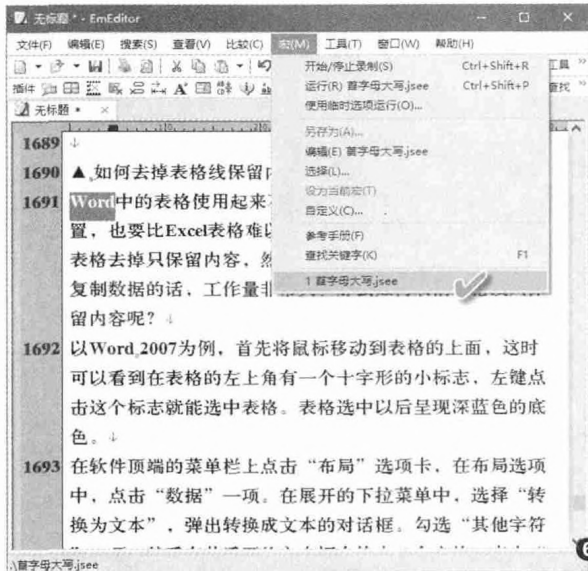 无标题 * - EmEditor
文件(F) 编辑(E) 搜索(S) 查看(V) 比较(C) 宏(M) 工具(T) 窗口(W) 帮助(H)
开始/停止录制(S) Ctrl+Shift+R
工具
运行(R) 首字母大写.jsee Ctrl+Shift+P
插件
查找
使用临时选项运行(O)...
无标题 *
另存为(A)...
编辑(E) 首字母大写.jsee
选择(L)...
设为当前宏(T)
自定义(C)...
参考手册(F)
查找关键字(K) F1
1 首字母大写.jsee
1689
1690 ▲ 如何去掉表格线保留
1691 Word中的表格使用起来
置，也要比Excel表格难以
表格去掉只保留内容，然
复制数据的话，工作量非
留内容呢？
1692 以Word 2007为例，首先将鼠标移动到表格的上面，这时
可以看到在表格的左上角有一个十字形的小标志，左键点
击这个标志就能选中表格。表格选中以后呈现深蓝色的底
色。
1693 在软件顶端的菜单栏上点击“布局”选项卡，在布局选项
中，点击“数据”一项。在展开的下拉菜单中，选择“转
换为文本”，弹出转换成文本的对话框。勾选“其他字符
.\首字母大写.jsee